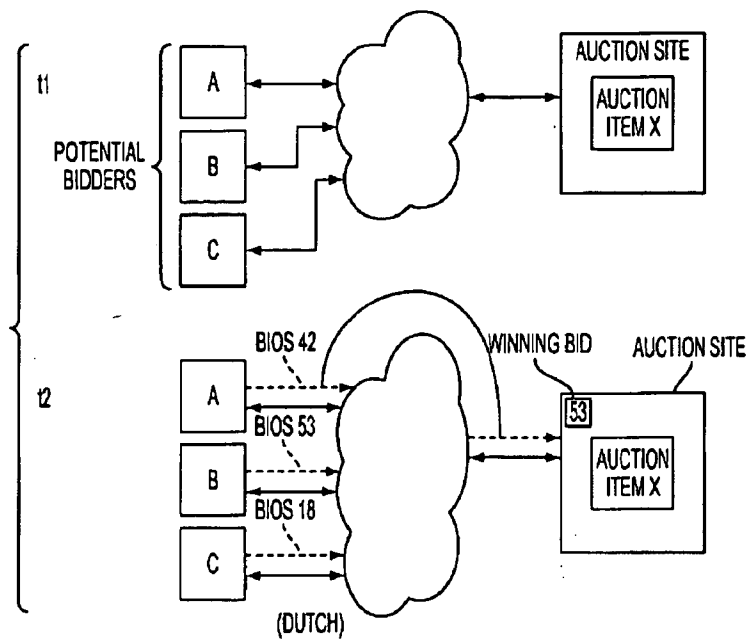 t1
POTENTIAL
BIDDERS
A
B
C
AUCTION SITE
AUCTION
ITEM X
t2
BIOS 42
A
BIOS 53
B
BIOS 18
C
(DUTCH)
WINNING BID
AUCTION SITE
53
AUCTION
ITEM X